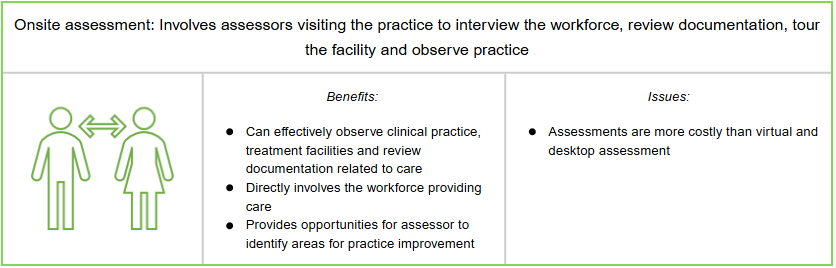 Onsite assessment: Involves assessors visiting the practice to interview the workforce, review documentation, tour
the facility and observe practice
Benefits:
● Can effectively observe clinical practice,
treatment facilities and review
documentation related to care
● Directly involves the workforce providing
care
● Provides opportunities for assessor to
identify areas for practice improvement
Issues:
● Assessments are more costly than virtual and
desktop assessment